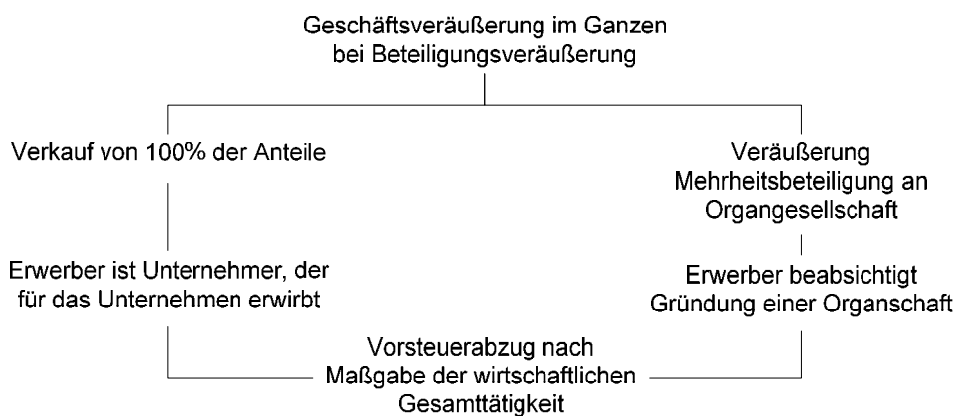 Geschäftsveräußerung im Ganzen
bei Beteiligungsveräußerung
Verkauf von 100% der Anteile
Veräußerung
Mehrheitsbeteiligung an
Organgesellschaft
Erwerber ist Unternehmer, der
für das Unternehmen erwirbt
Erwerber beabsichtigt
Gründung einer Organschaft
Vorsteuerabzug nach
Maßgabe der wirtschaftlichen
Gesamttätigkeit